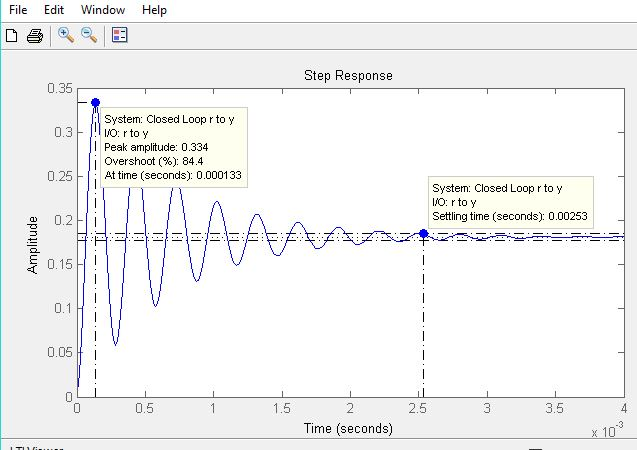 File Edit Window Help
Step Response
System: Closed Loop r to y
I/O: r to y
Peak amplitude: 0.334
Overshoot (%): 84.4
At time (seconds): 0.000133
System: Closed Loop r to y
I/O: r to y
Settling time (seconds): 0.00253
Amplitude
0.35
0.3
0.25
0.2
0.15
0.1
0.05
0
0 0.5 1 1.5 2 2.5 3 3.5 4
x 10⁻³
Time (seconds)